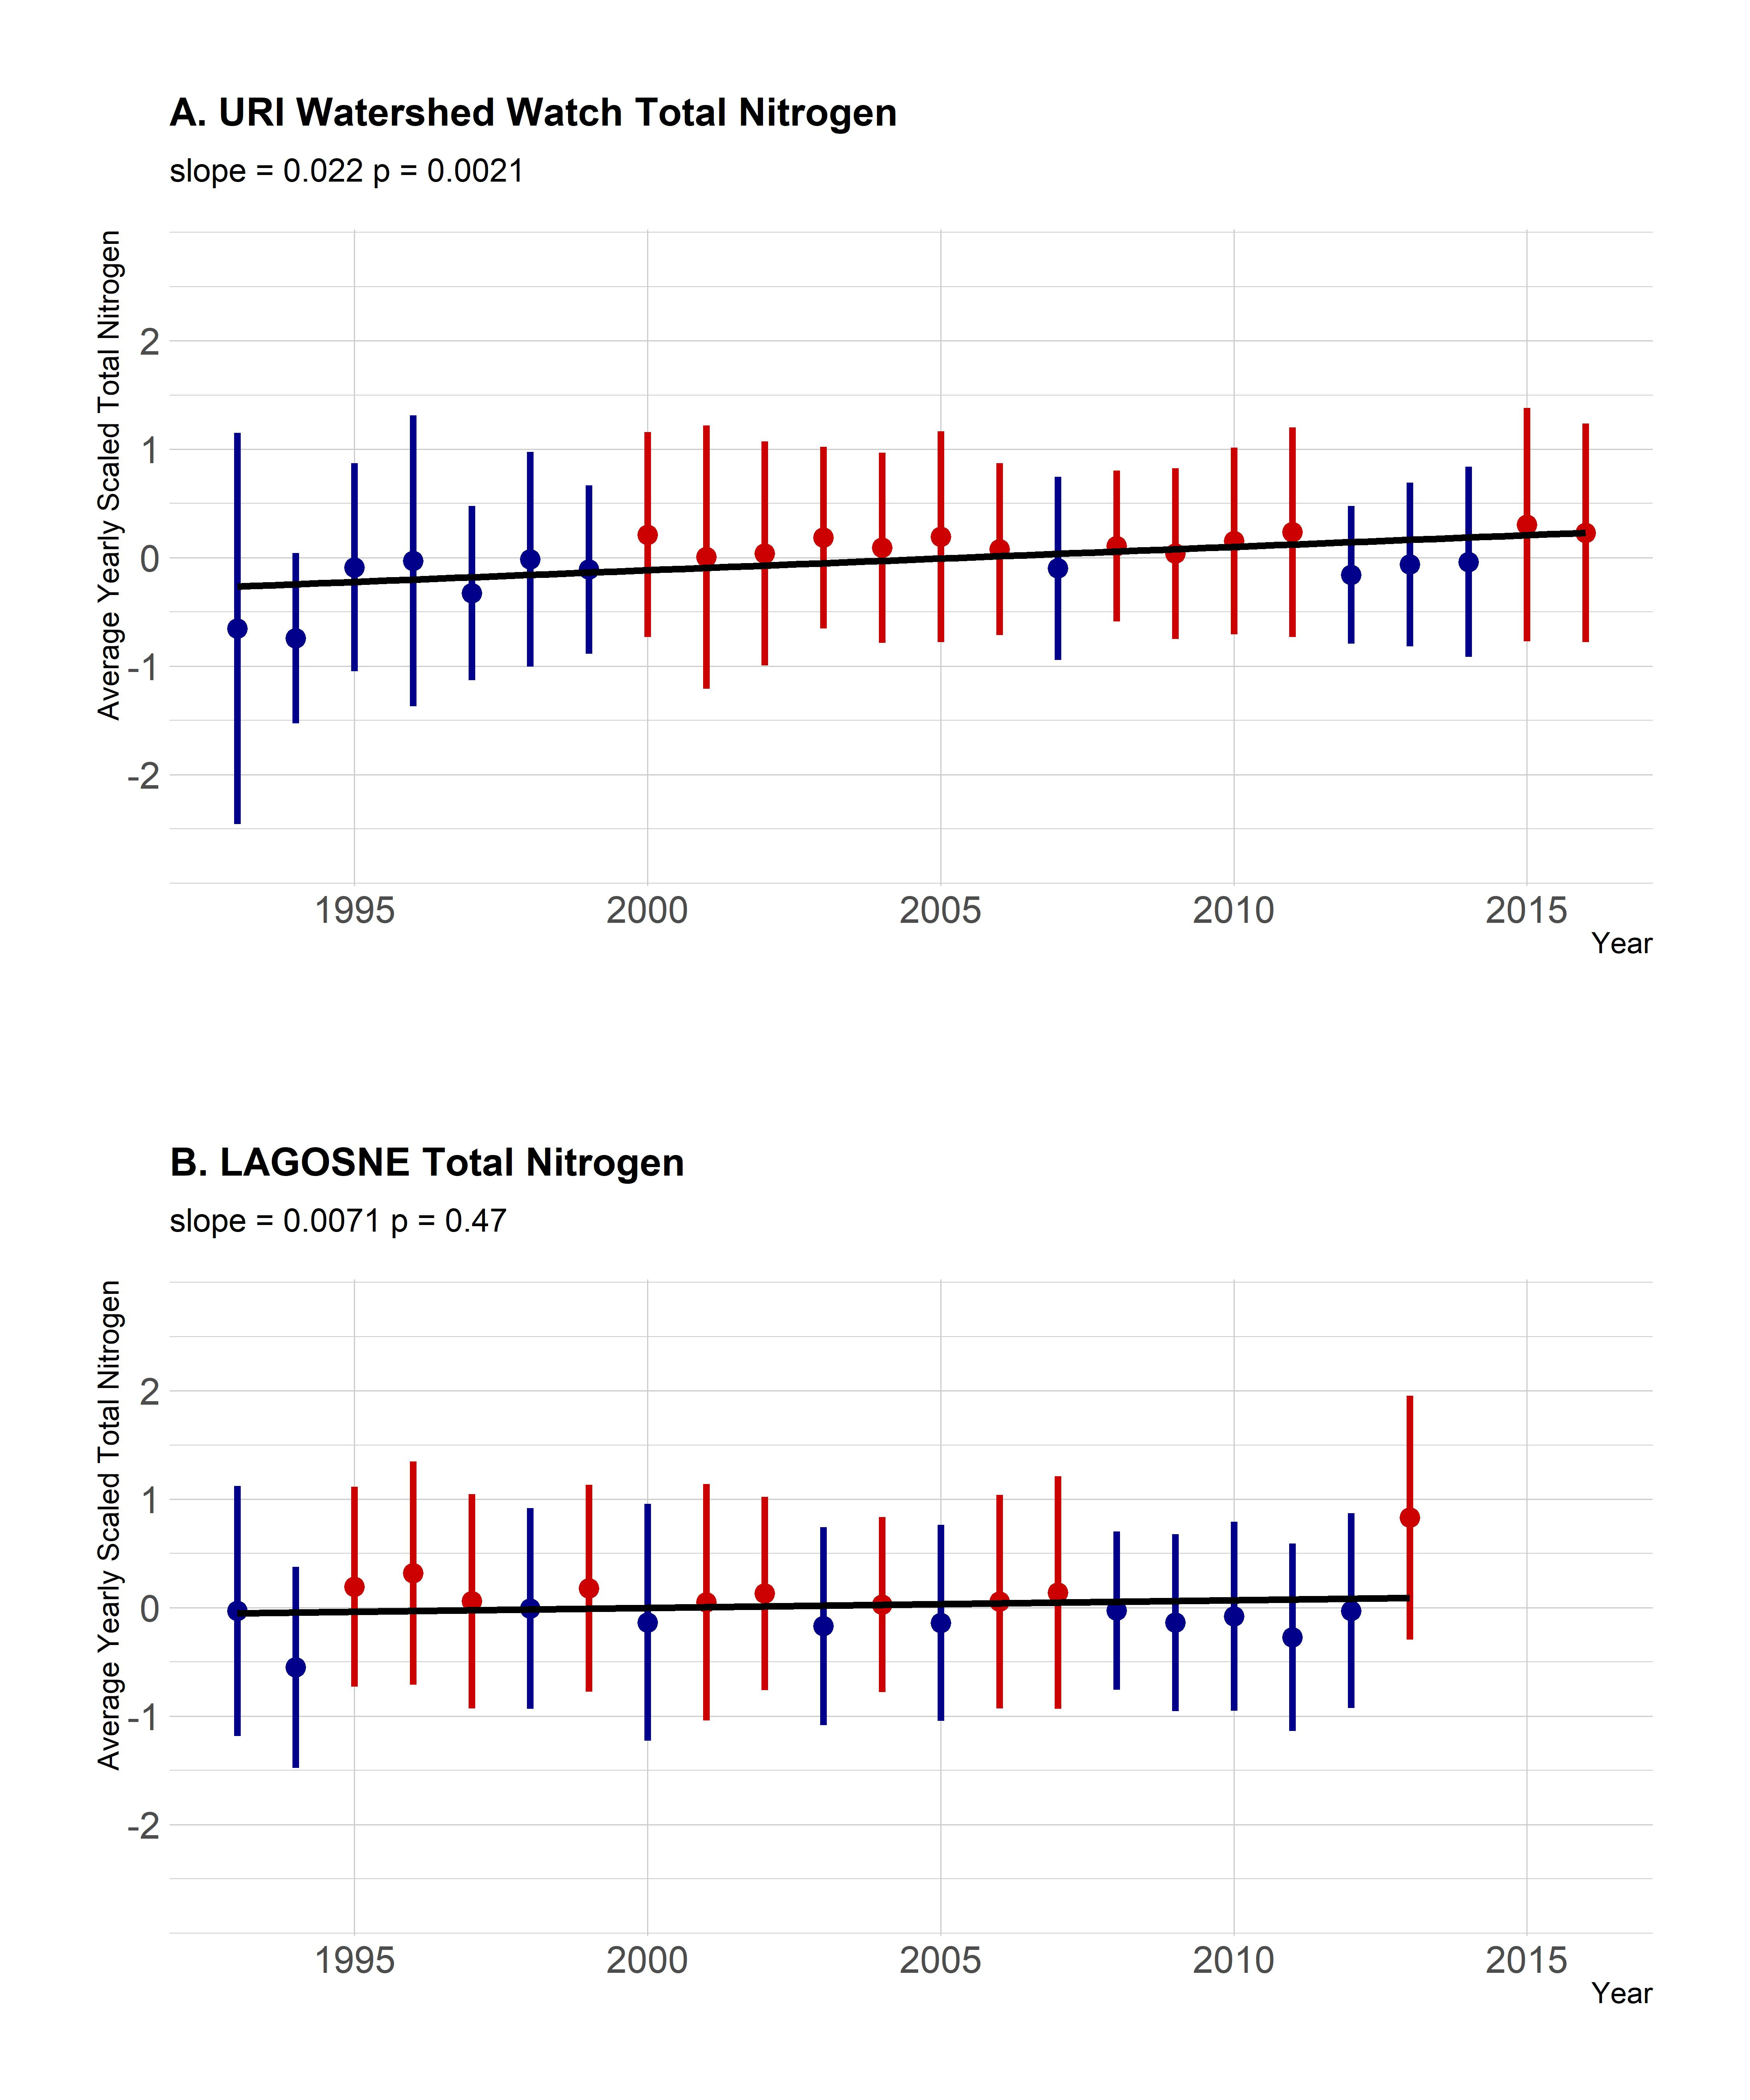 A. URI Watershed Watch Total Nitrogen
slope = 0.022 p = 0.0021
Average Yearly Scaled Total Nitrogen
2
1
0
-1
-2
1995 2000 2005 2010 2015
Year
B. LAGOSNE Total Nitrogen
slope = 0.0071 p = 0.47
Average Yearly Scaled Total Nitrogen
2
1
0
-1
-2
1995 2000 2005 2010 2015
Year